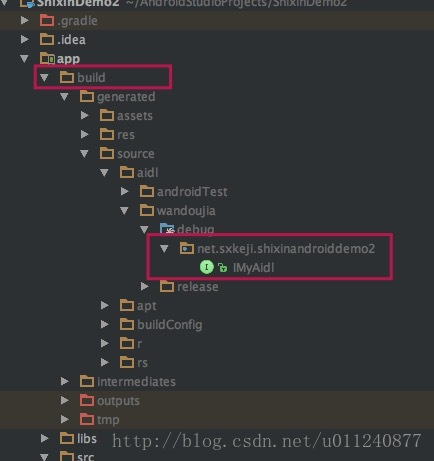 ShixinDemo2 ~/AndroidStudioProjects/ShixinDemo2
.gradle
.idea
app
build
generated
assets
res
source
aidl
androidTest
wandoujia
debug
net.sxkeji.shixinandroiddemo2
I IMyAidl
release
apt
buildConfig
r
rs
intermediates
outputs
tmp
libs
http://blog.csdn.net/u011240877
src